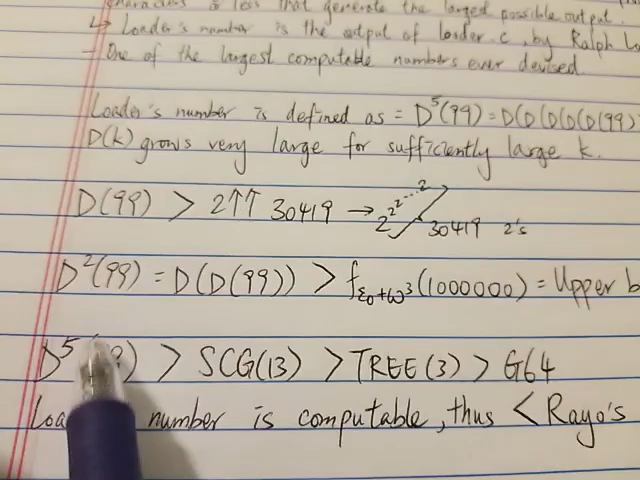 characters or less that generate the largest possible output.
↳ Loader's number is the output of loader.c, by Ralph
- One of the largest computable numbers ever devised.
Loader's number is defined as = D⁵(99) = D(D(D(D(D(99)
D(k) grows very large for sufficiently large k.
D(99) > 2↑↑ 30419 → 2^2^2^...^2 30419 2's
D²(99) = D(D(99)) > f_{ε₀+ω³}(1000000) = Upper
D⁵ > SCG(13) > TREE(3) > G64
number is computable, thus < Rayo's